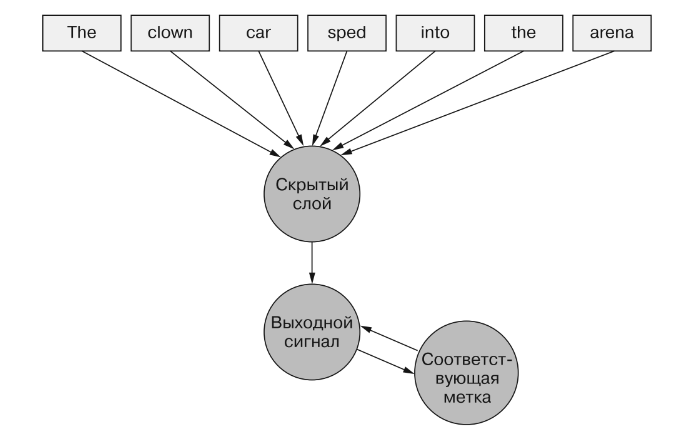 The clown car sped into the arena
Скрытый
слой
Выходной
сигнал
Соответст-
вующая
метка